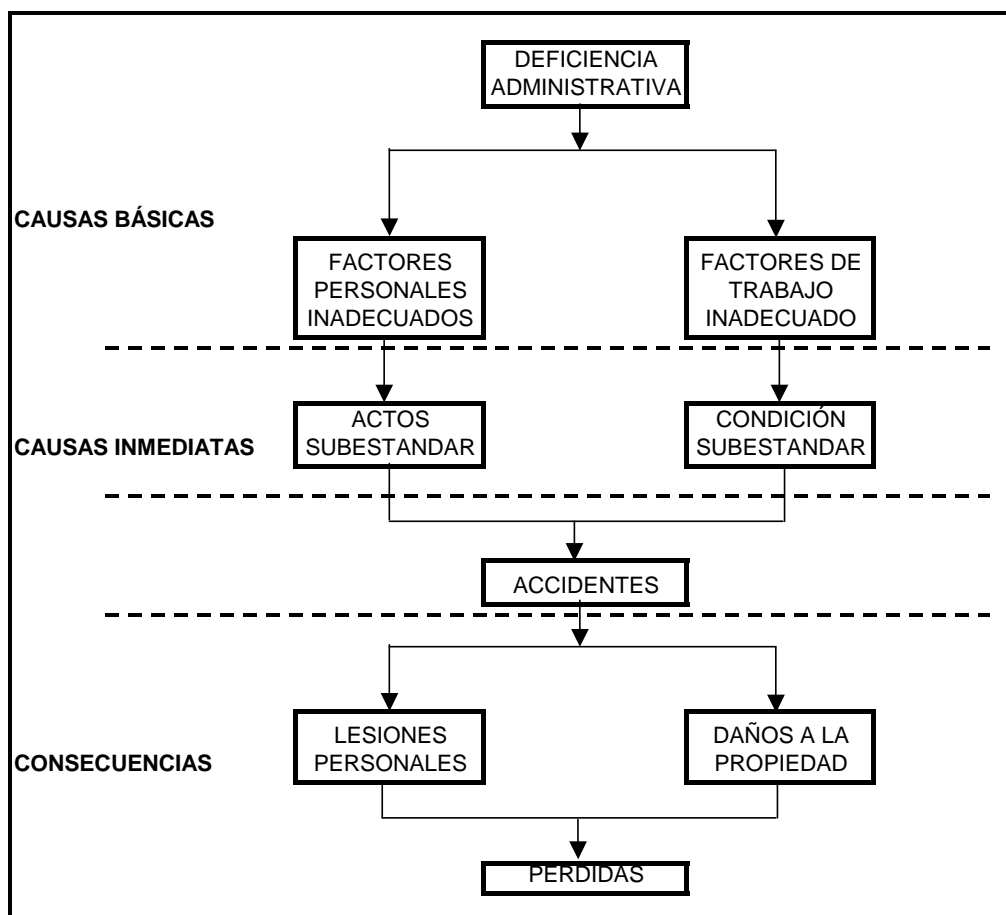 DEFICIENCIA
ADMINISTRATIVA
CAUSAS BÁSICAS
FACTORES
PERSONALES
INADECUADOS
FACTORES DE
TRABAJO
INADECUADO
CAUSAS INMEDIATAS
ACTOS
SUBESTANDAR
CONDICIÓN
SUBESTANDAR
ACCIDENTES
CONSECUENCIAS
LESIONES
PERSONALES
DAÑOS A LA
PROPIEDAD
PERDIDAS